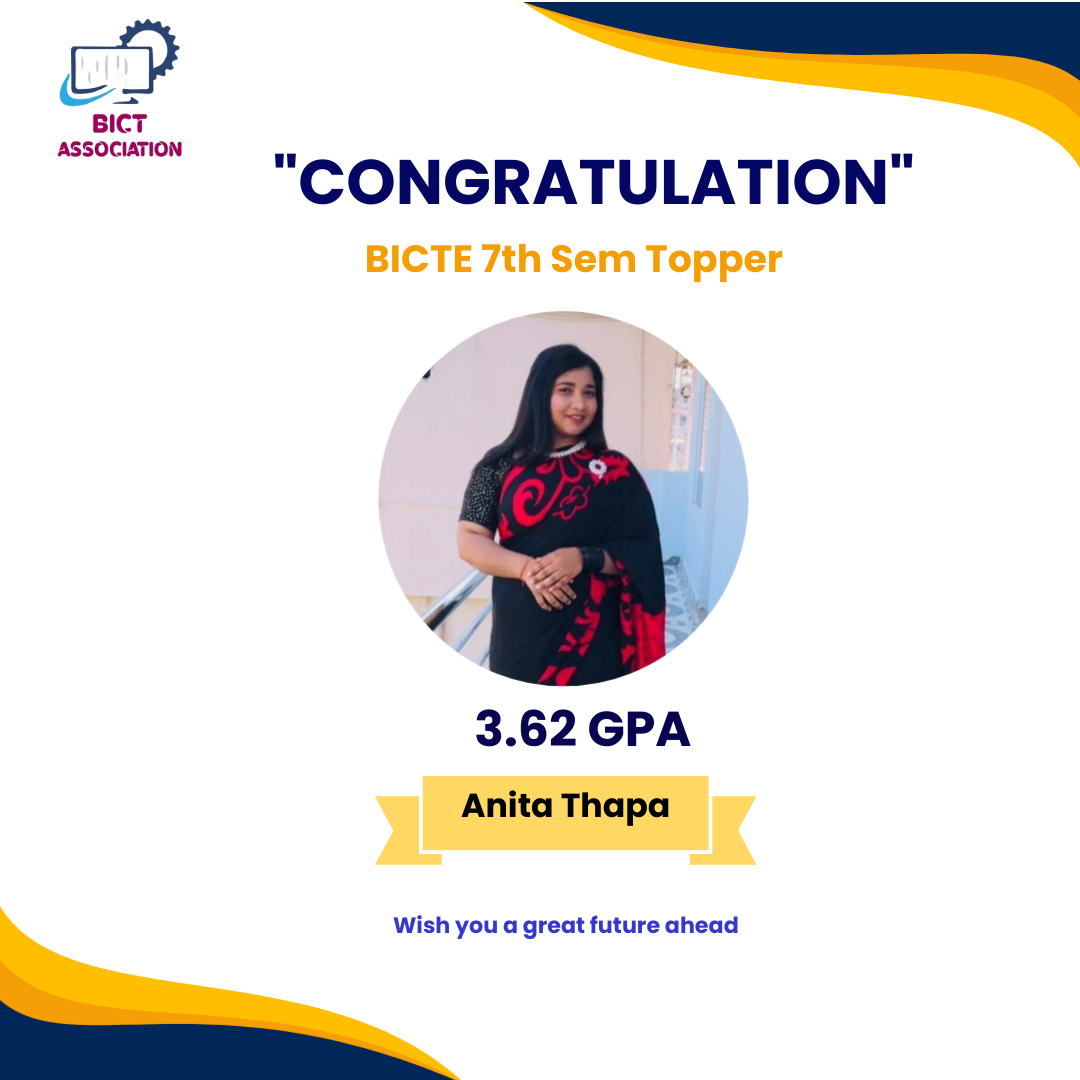 BICT
ASSOCIATION
"CONGRATULATION"
BICTE 7th Sem Topper
3.62 GPA
Anita Thapa
Wish you a great future ahead